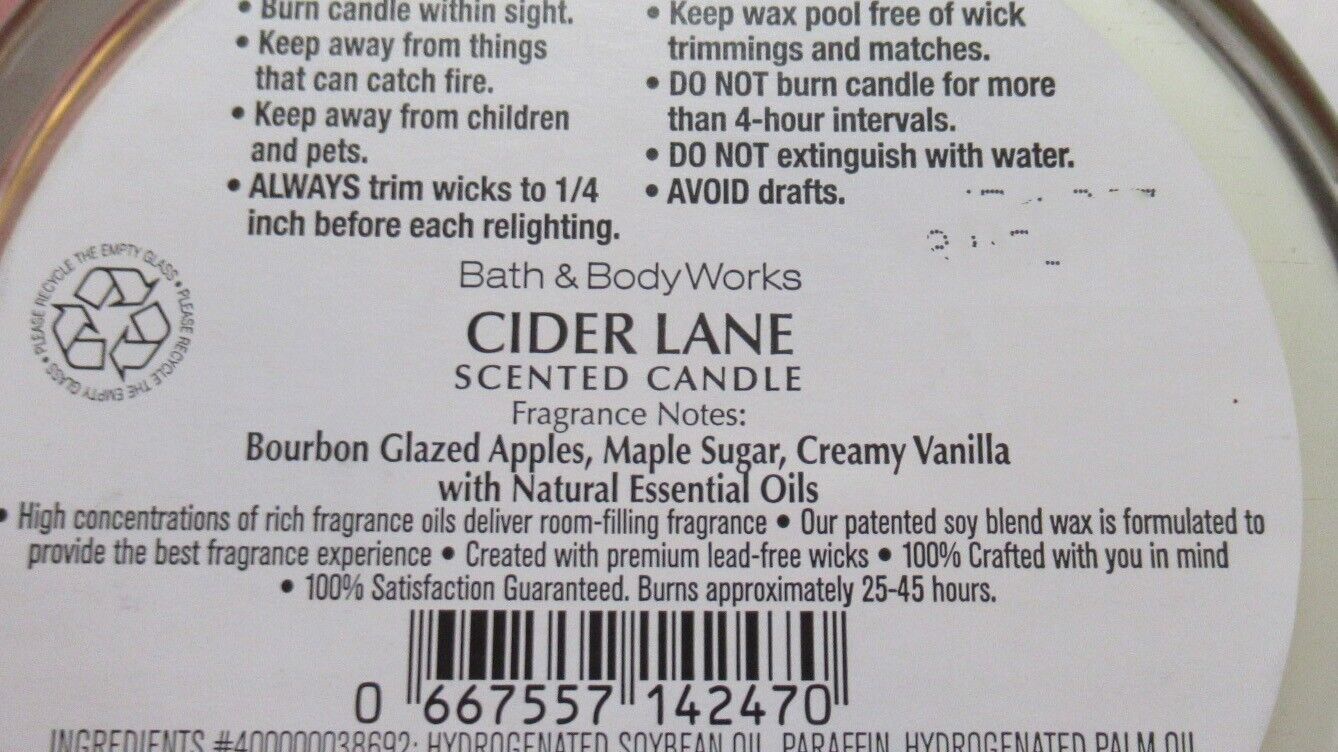 • Burn candle within sight.
• Keep away from things
that can catch fire.
• Keep away from children
and pets.
• ALWAYS trim wicks to 1/4
inch before each relighting.
• Keep wax pool free of wick
trimmings and matches.
• DO NOT burn candle for more
than 4-hour intervals.
• DO NOT extinguish with water.
• AVOID drafts.
• PLEASE RECYCLE THE EMPTY GLASS • PLEASE RECYCLE THE EMPTY GLASS
Bath & Body Works
CIDER LANE
SCENTED CANDLE
Fragrance Notes:
Bourbon Glazed Apples, Maple Sugar, Creamy Vanilla
with Natural Essential Oils
• High concentrations of rich fragrance oils deliver room-filling fragrance • Our patented soy blend wax is formulated to
provide the best fragrance experience • Created with premium lead-free wicks • 100% Crafted with you in mind
• 100% Satisfaction Guaranteed. Burns approximately 25-45 hours.
0 667557 142470
INGREDIENTS #400000038692: HYDROGENATED SOYBEAN OIL, PARAFFIN, HYDROGENATED PALM OIL,